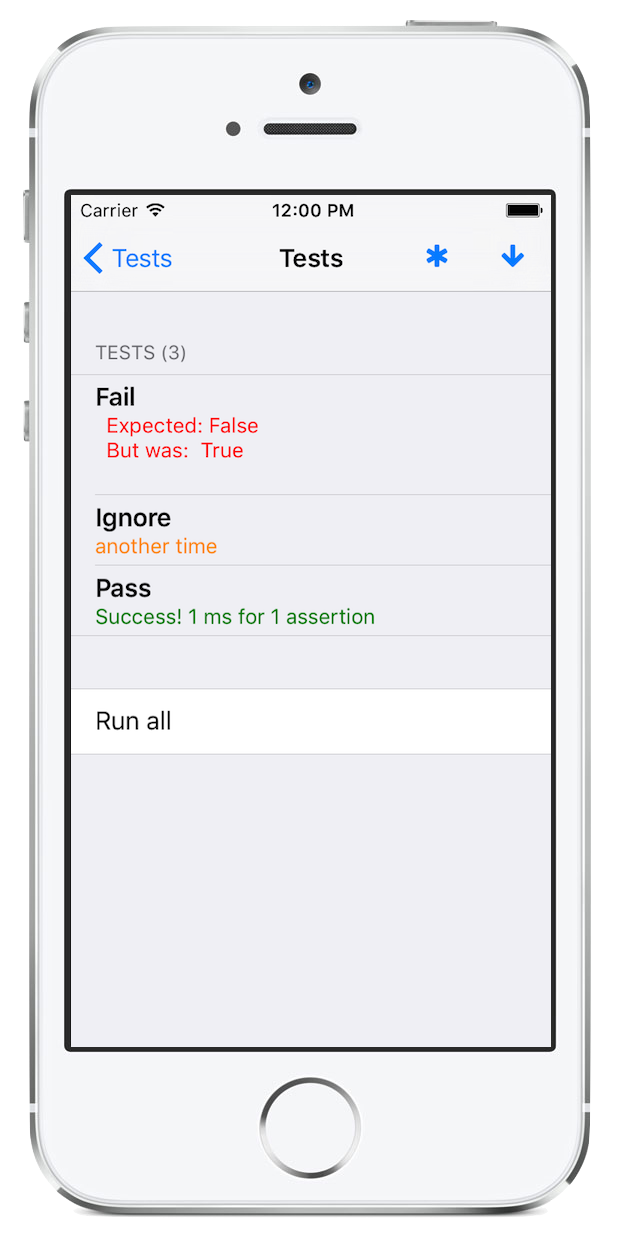 Carrier 12:00 PM
Tests Tests * ↓
TESTS (3)
Fail
Expected: False
But was: True
Ignore
another time
Pass
Success! 1 ms for 1 assertion
Run all